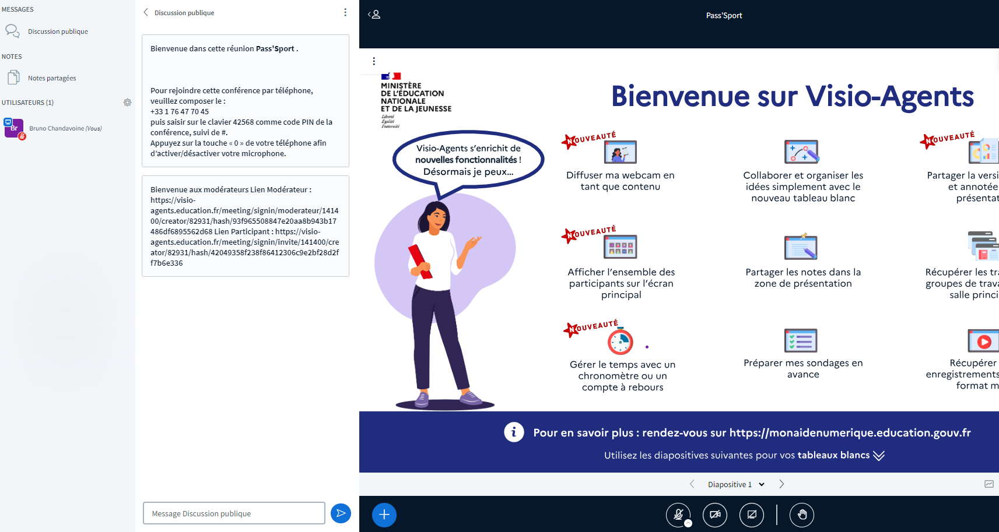 MESSAGES
Discussion publique
NOTES
Notes partagées
UTILISATEURS (1)
Br
Bruno Chandavoine (Vous)
Discussion publique
Bienvenue dans cette réunion Pass'Sport .
Pour rejoindre cette conférence par téléphone,
veuillez composer le :
+33 1 76 47 70 45
puis saisir sur le clavier 42568 comme code PIN de la
conférence, suivi de #.
Appuyez sur la touche « 0 » de votre téléphone afin
d’activer/désactiver votre microphone.
Bienvenue aux modérateurs Lien Modérateur :
https://visio-
agents.education.fr/meeting/signin/moderateur/1414
00/creator/82931/hash/93f965508847e20aa8b943b17
486df6895562d68 Lien Participant : https://visio-
agents.education.fr/meeting/signin/invite/141400/cre
ator/82931/hash/42049358f238f86412306c9e2bf28d2f
f7b6e336
Message Discussion publique
Pass'Sport
MINISTÈRE
DE L'ÉDUCATION
NATIONALE
ET DE LA JEUNESSE
Liberté
Égalité
Fraternité
Bienvenue sur Visio-Agents
Visio-Agents s’enrichit de
nouvelles fonctionnalités !
Désormais je peux...
NOUVEAUTÉ
Diffuser ma webcam en
tant que contenu
Collaborer et organiser les
idées simplement avec le
nouveau tableau blanc
NOUVEAUTÉ
Partager la versi
et annotée
présentat
NOUVEAUTÉ
Afficher l’ensemble des
participants sur l’écran
principal
Partager les notes dans la
zone de présentation
Récupérer les tra
groupes de trava
salle princi
NOUVEAUTÉ
Gérer le temps avec un
chronomètre ou un
compte à rebours
Préparer mes sondages en
avance
Récupérer
enregistrements
format m
i
Pour en savoir plus : rendez-vous sur https://monaidenumerique.education.gouv.fr
Utilisez les diapositives suivantes pour vos tableaux blancs
Diapositive 1